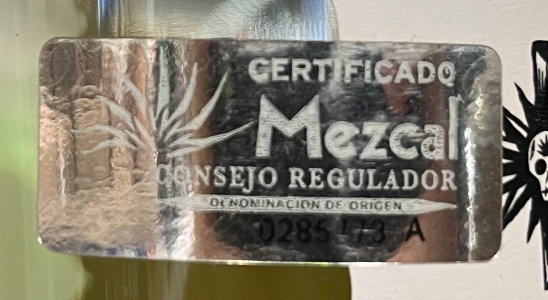 CERTIFICADO
Mezcal
CONSEJO REGULADOR
DENOMINACION DE ORIGEN
A